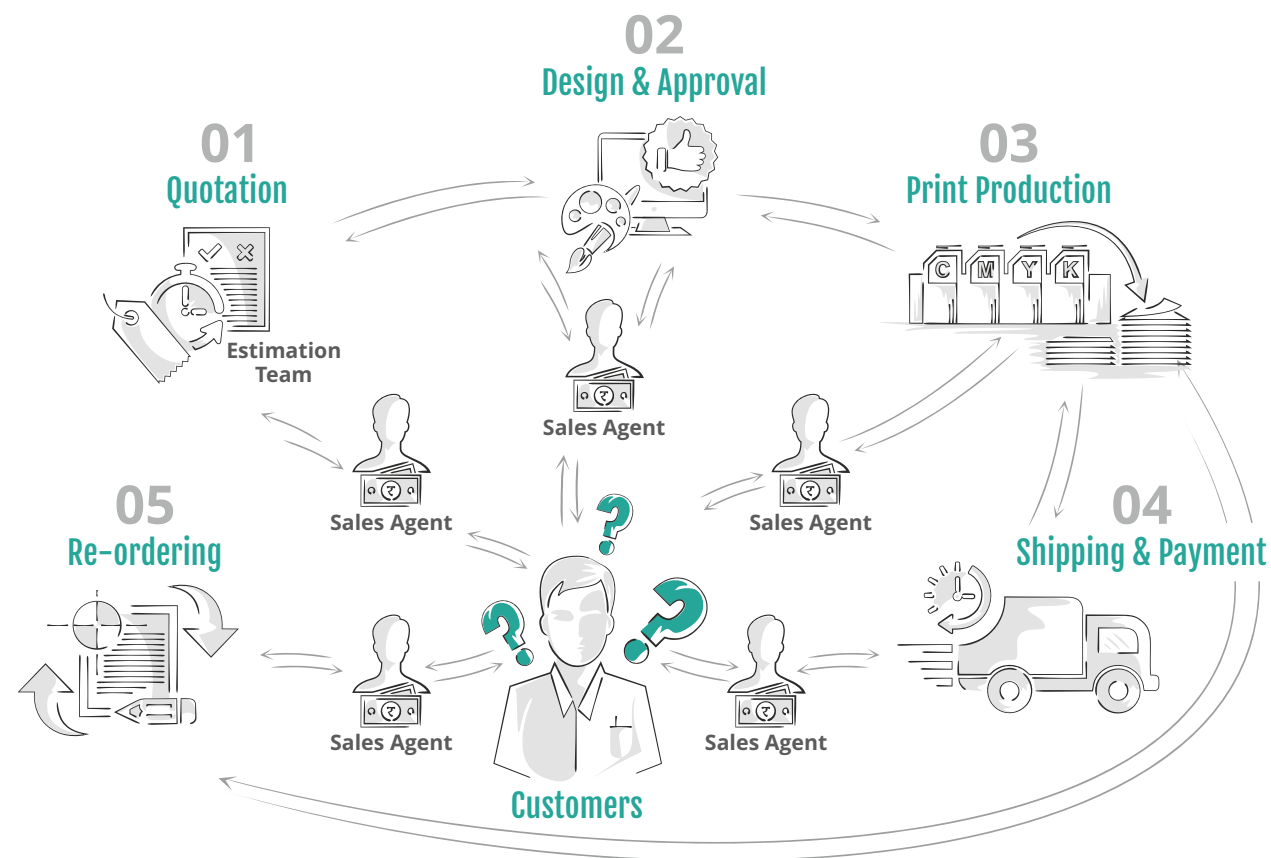 02
Design & Approval
01
Quotation
03
Print Production
C M Y K
Estimation
Team
₹
Sales Agent
₹
Sales Agent
₹
Sales Agent
05
Re-ordering
04
Shipping & Payment
?
?
?
₹
Sales Agent
₹
Sales Agent
Customers